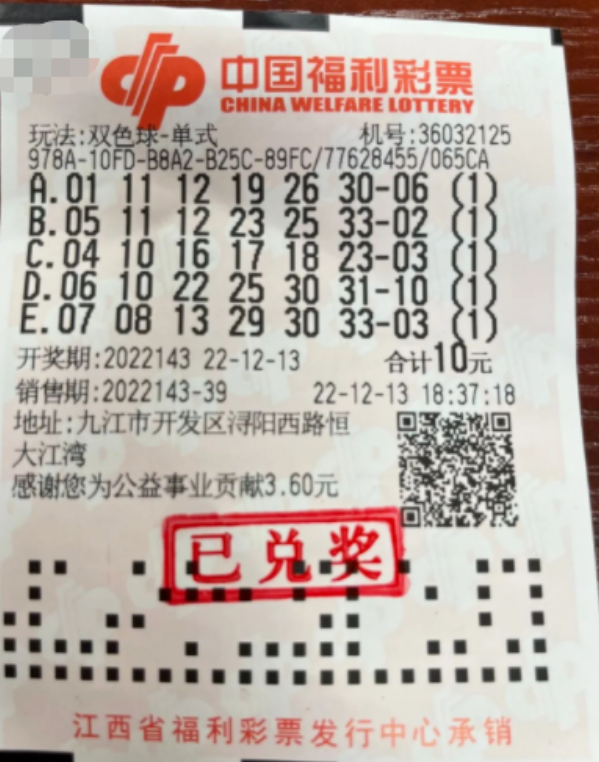 中国福利彩票
CHINA WELFARE LOTTERY
玩法:双色球-单式 机号:36032125
978A-10FD-B8A2-B25C-89FC/77628455/065CA
A.01 11 12 19 26 30-06 (1)
B.05 11 12 23 25 33-02 (1)
C.04 10 16 17 18 23-03 (1)
D.06 10 22 25 30 31-10 (1)
E.07 08 13 29 30 33-03 (1)
开奖期:2022143 22-12-13 合计10元
销售期:2022143-39 22-12-13 18:37:18
地址:九江市开发区浔阳西路恒
大江湾
感谢您为公益事业贡献3.60元
已兑奖
江西省福利彩票发行中心承销